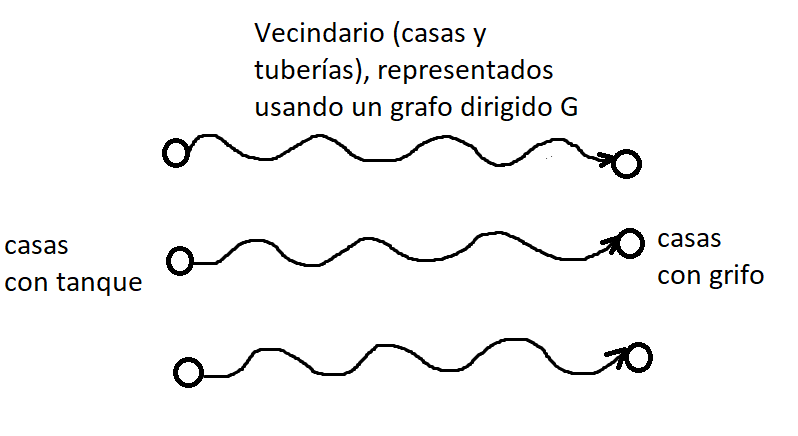 Vecindario (casas y
tuberías), representados
usando un grafo dirigido G
casas
con tanque
casas
con grifo